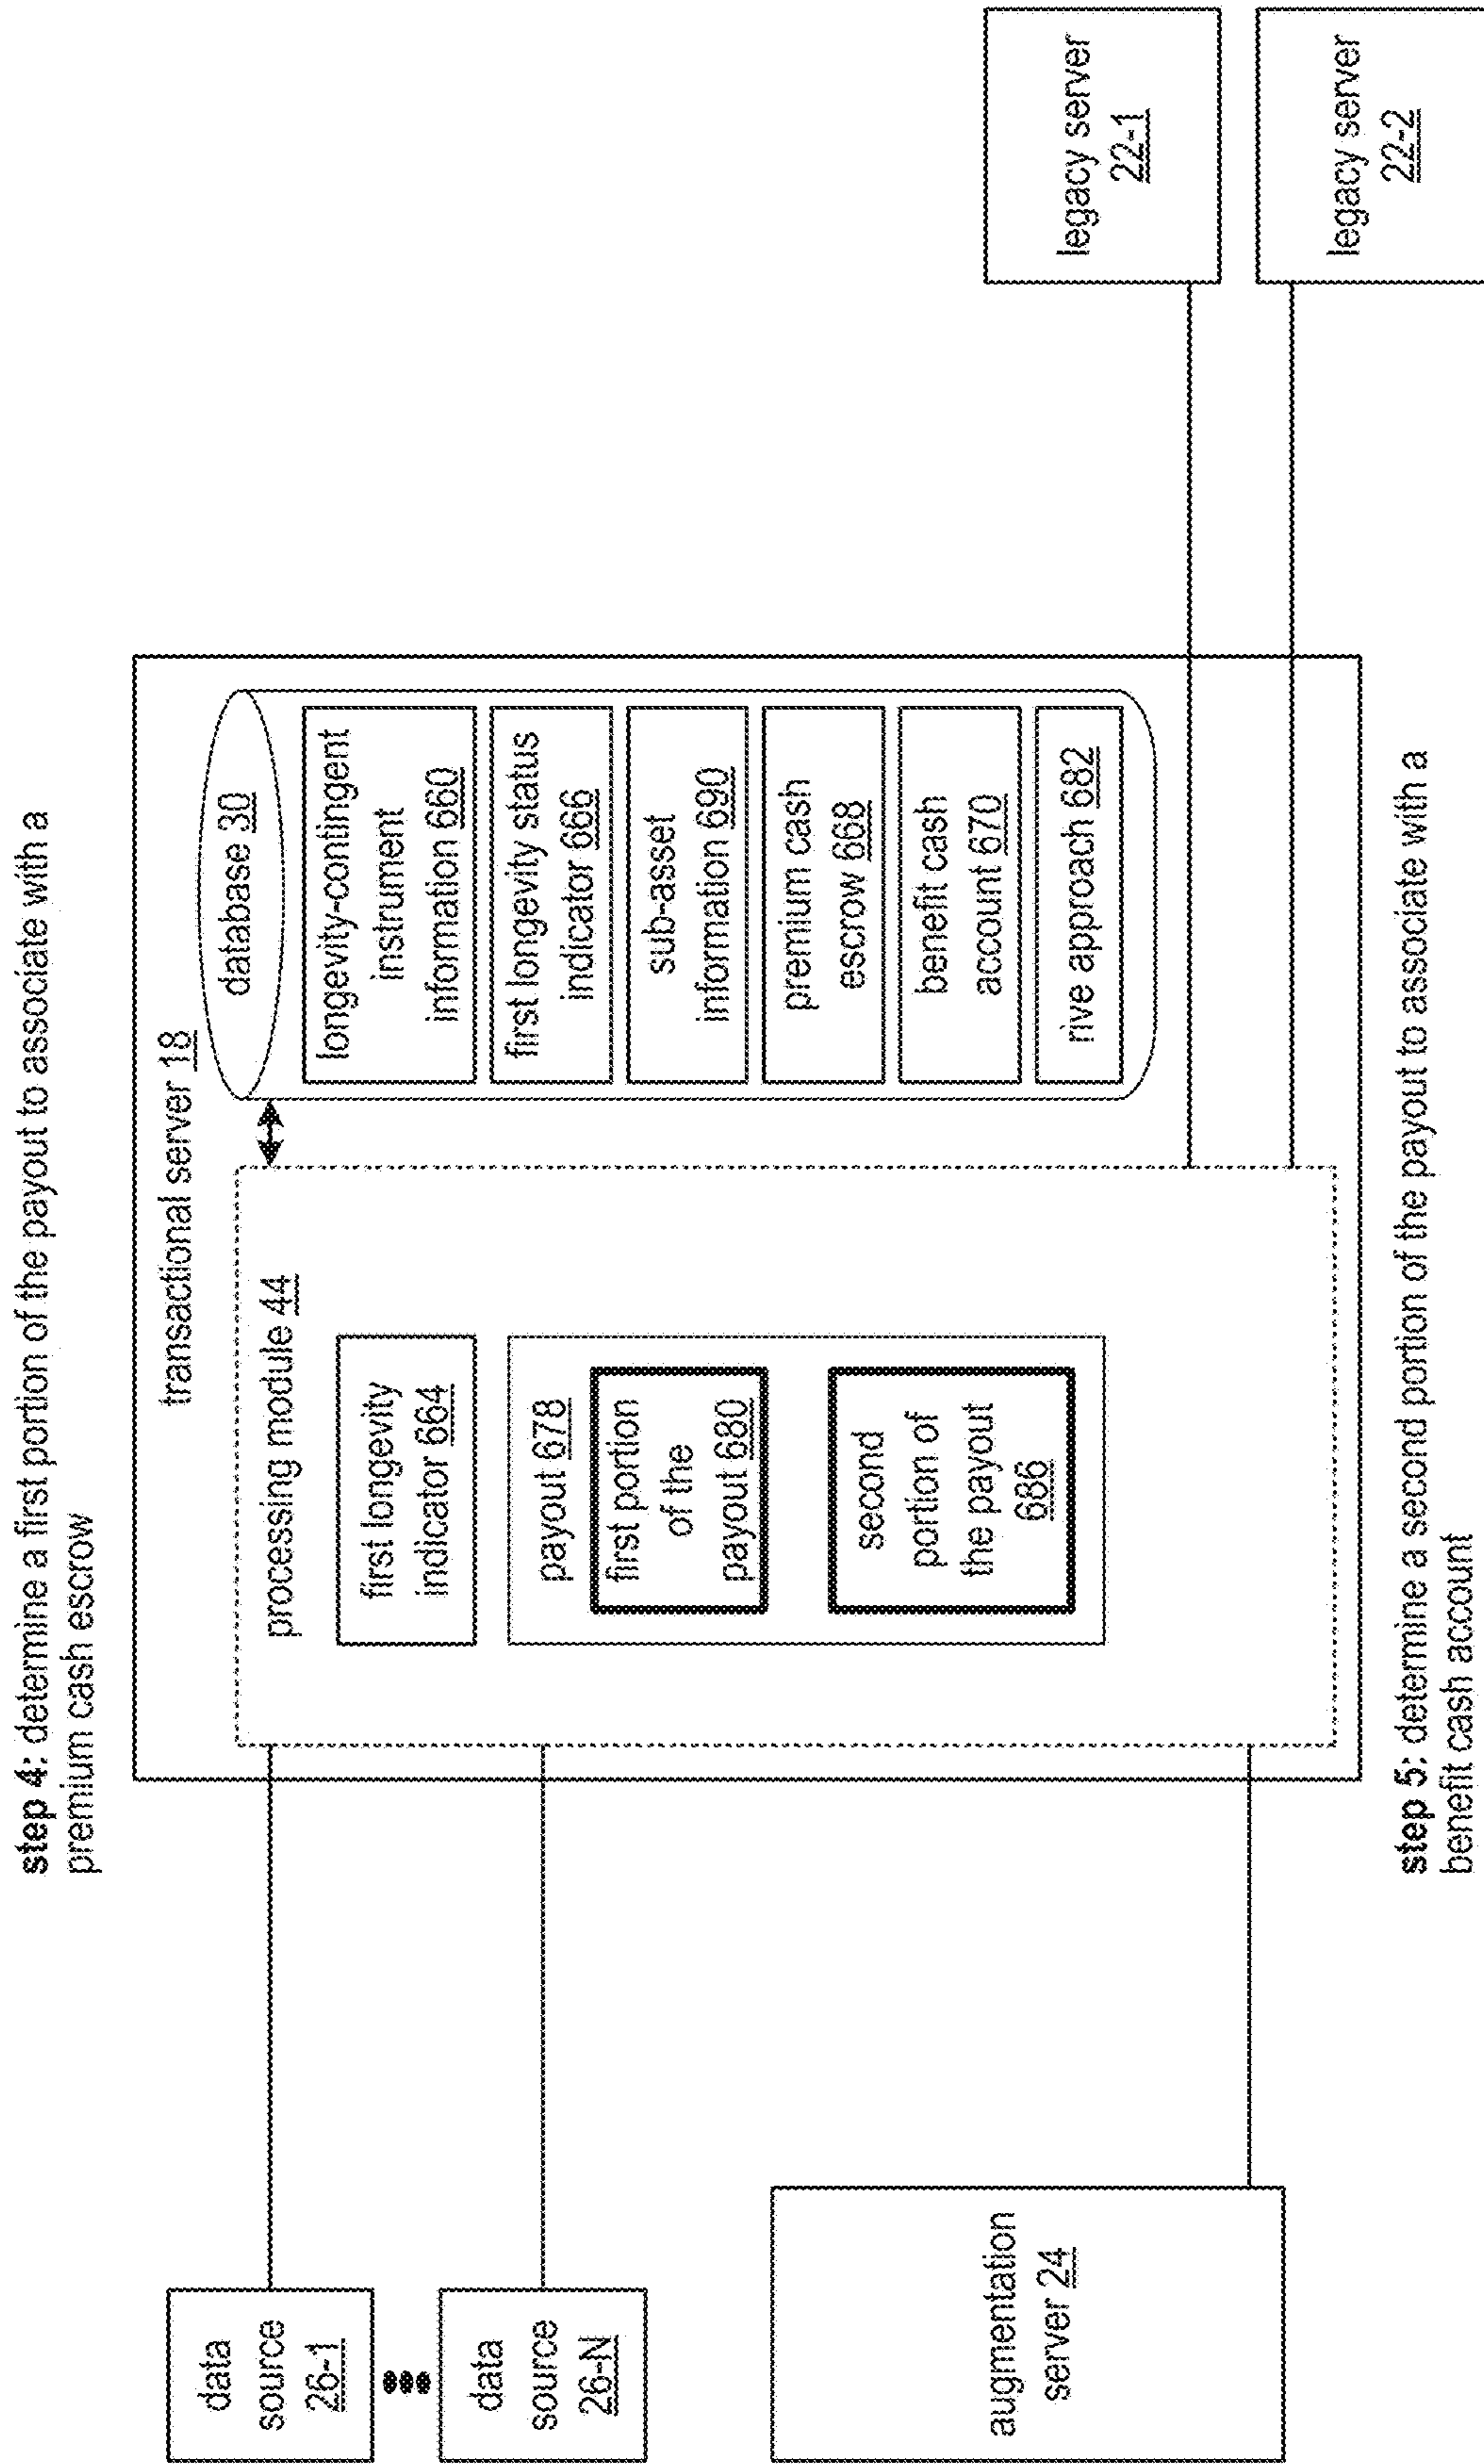 step 4: determine a first portion of the payout to associate with a
premium cash escrow
transactional server 18
data
source
26-1
data
source
26-N
augmentation
server 24
processing module 44
first longevity
indicator 664
payout 678
first portion
of the
payout 680
second
portion of
the payout
686
database 30
longevity-contingent
instrument
information 660
first longevity status
indicator 666
sub-asset
information 690
premium cash
escrow 668
benefit cash
account 670
rive approach 682
legacy server
22-1
legacy server
22-2
step 5: determine a second portion of the payout to associate with a
benefit cash account